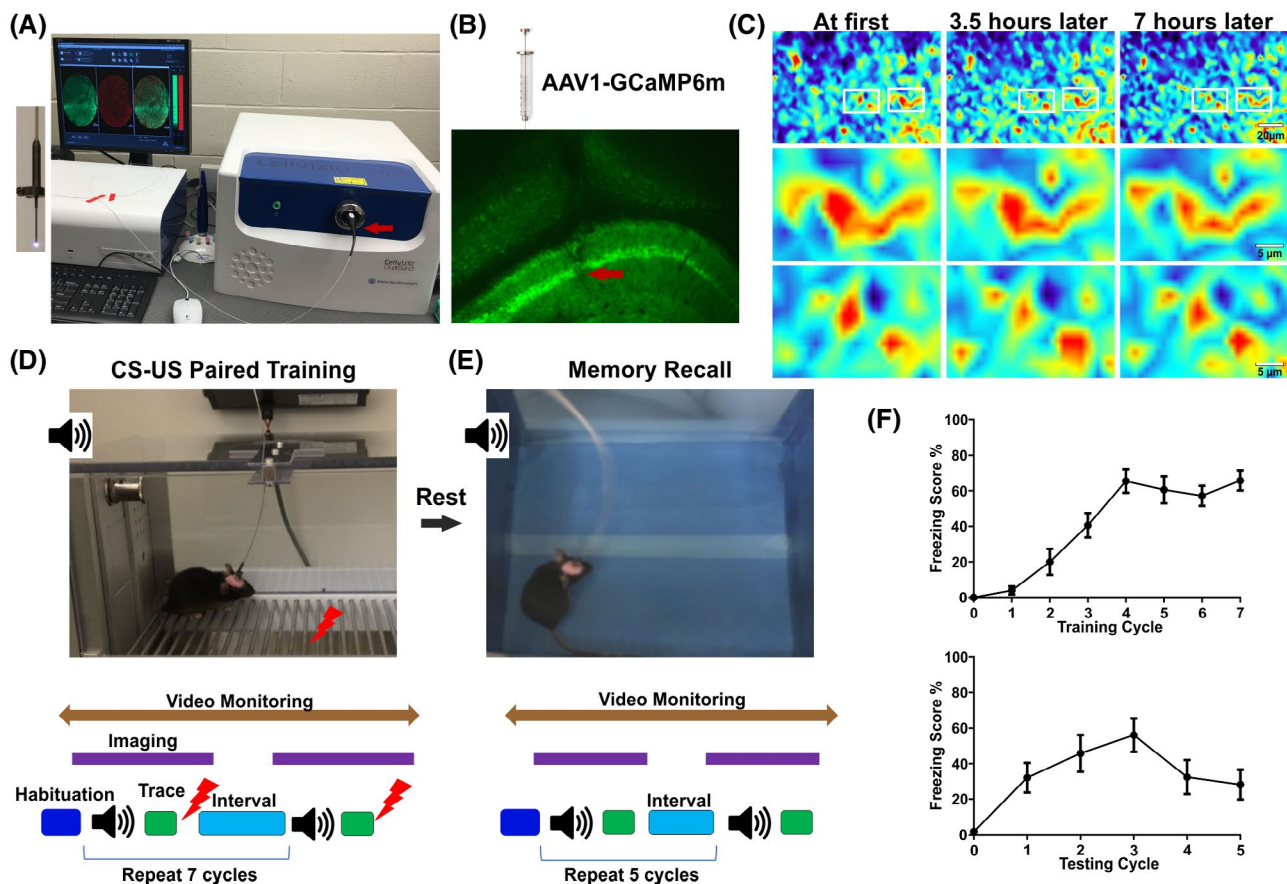 (A)
cellvizio
Cellvizio
(B)
AAV1-GCaMP6m
(C)
At first
3.5 hours later
7 hours later
20µm
5 µm
5 µm
(D)
CS-US Paired Training
Rest
Video Monitoring
Imaging
Habituation
Trace
Interval
Repeat 7 cycles
(E)
Memory Recall
Video Monitoring
Interval
Repeat 5 cycles
(F)
Freezing Score %
100
80
60
40
20
0
0 1 2 3 4 5 6 7
Training Cycle
Freezing Score %
100
80
60
40
20
0
0 1 2 3 4 5
Testing Cycle